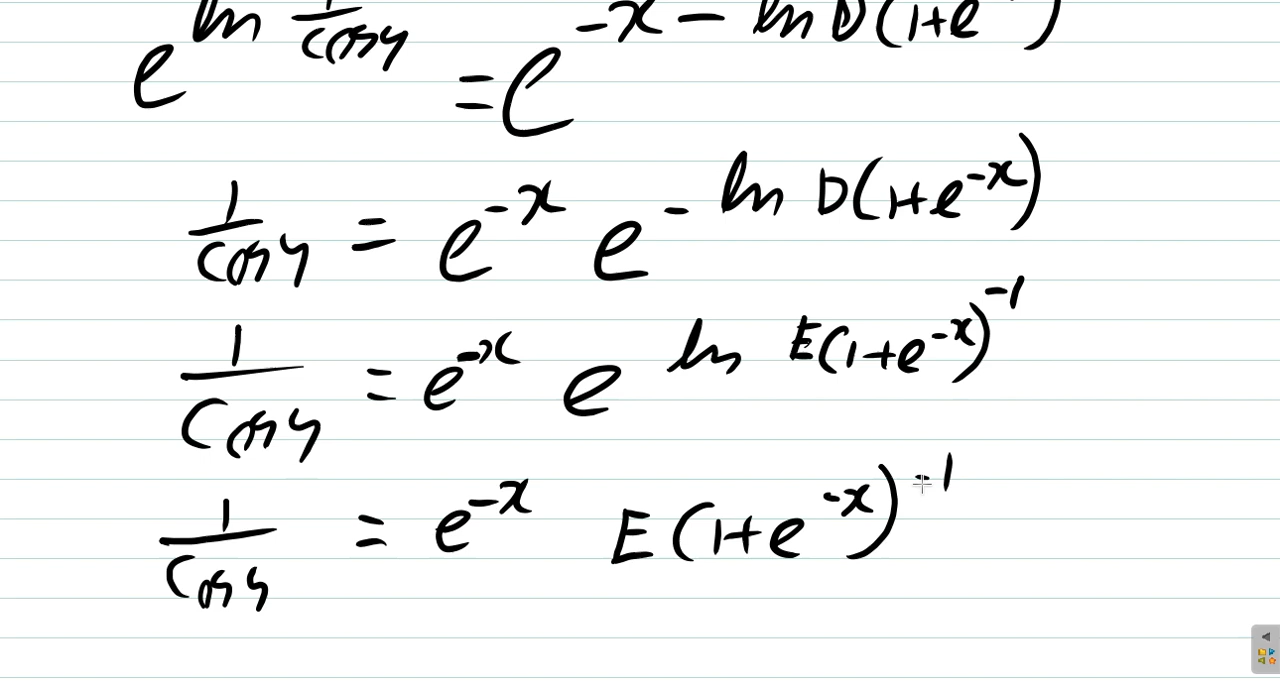 e^{ln 1/cos y} = e^{-x - ln D(1+e^{-x})}
1/cos y = e^{-x} e^{- ln D(1+e^{-x})}
1/cos y = e^{-x} e^{ln E(1+e^{-x})^{-1}}
1/cos y = e^{-x} E(1+e^{-x})^{-1}